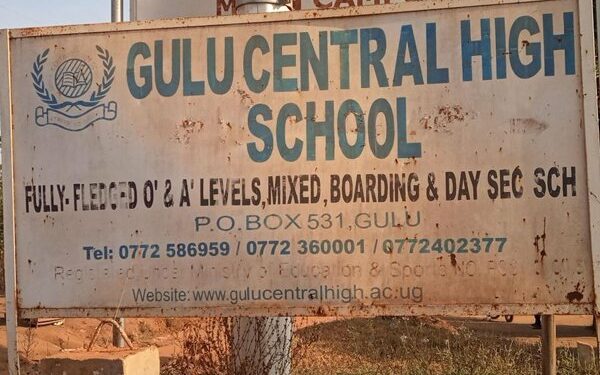 GULU CENTRAL HIGH
SCHOOL
FULLY-FLEDGED O' & A' LEVELS, MIXED, BOARDING & DAY SEC SCH
P.O.BOX 531, GULU
Tel: 0772 586959 / 0772 360001 / 0772402377
Registered Under Ministry of Education & Sports NO.
Website: www.gulucentralhigh.ac.ug